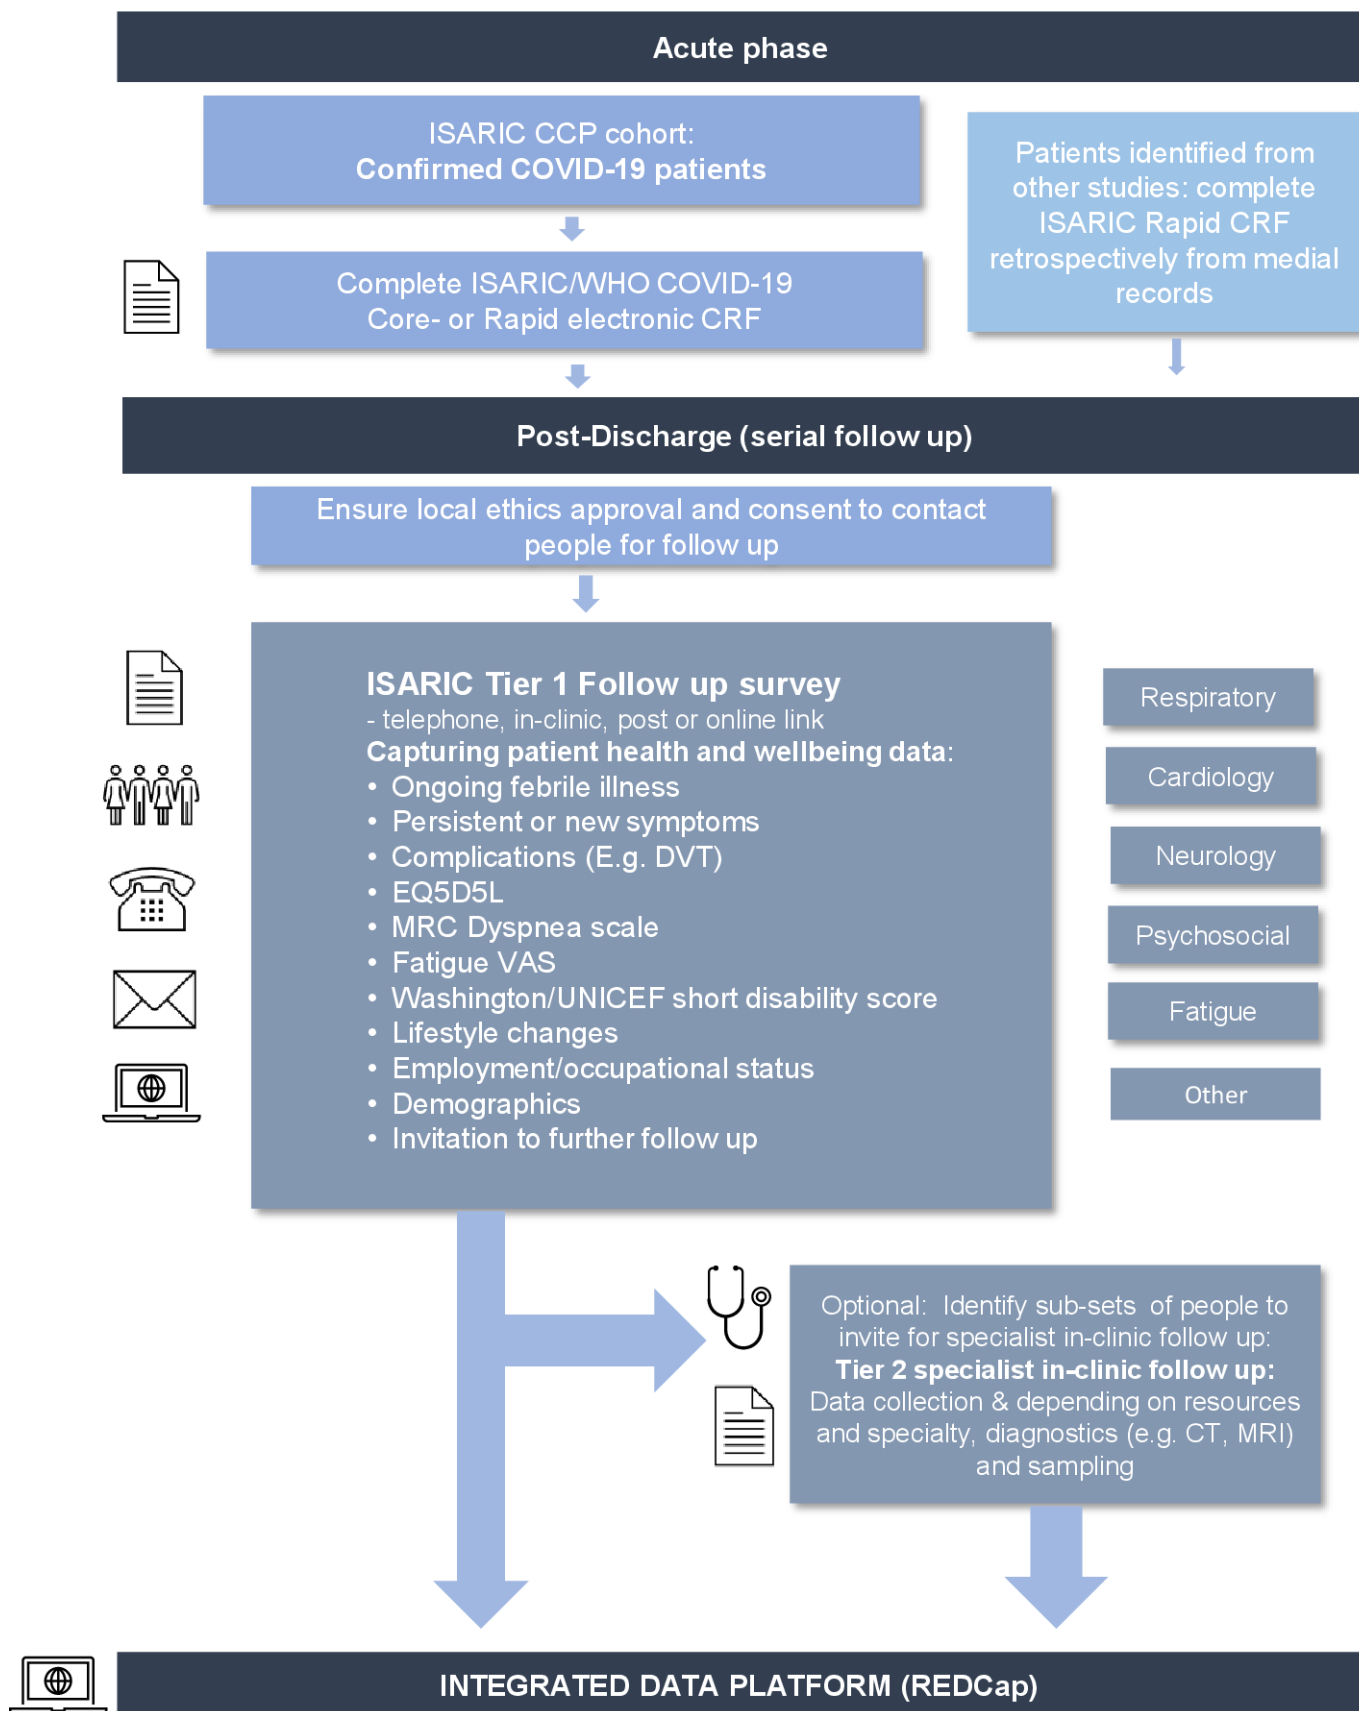 Acute phase
ISARIC CCP cohort:
Confirmed COVID-19 patients
Patients identified from
other studies: complete
ISARIC Rapid CRF
retrospectively from medial
records
Complete ISARIC/WHO COVID-19
Core- or Rapid electronic CRF
Post-Discharge (serial follow up)
Ensure local ethics approval and consent to contact
people for follow up
ISARIC Tier 1 Follow up survey
- telephone, in-clinic, post or online link
Capturing patient health and wellbeing data:
• Ongoing febrile illness
• Persistent or new symptoms
• Complications (E.g. DVT)
• EQ5D5L
• MRC Dyspnea scale
• Fatigue VAS
• Washington/UNICEF short disability score
• Lifestyle changes
• Employment/occupational status
• Demographics
• Invitation to further follow up
Respiratory
Cardiology
Neurology
Psychosocial
Fatigue
Other
Optional: Identify sub-sets of people to
invite for specialist in-clinic follow up:
Tier 2 specialist in-clinic follow up:
Data collection & depending on resources
and specialty, diagnostics (e.g. CT, MRI)
and sampling
INTEGRATED DATA PLATFORM (REDCap)